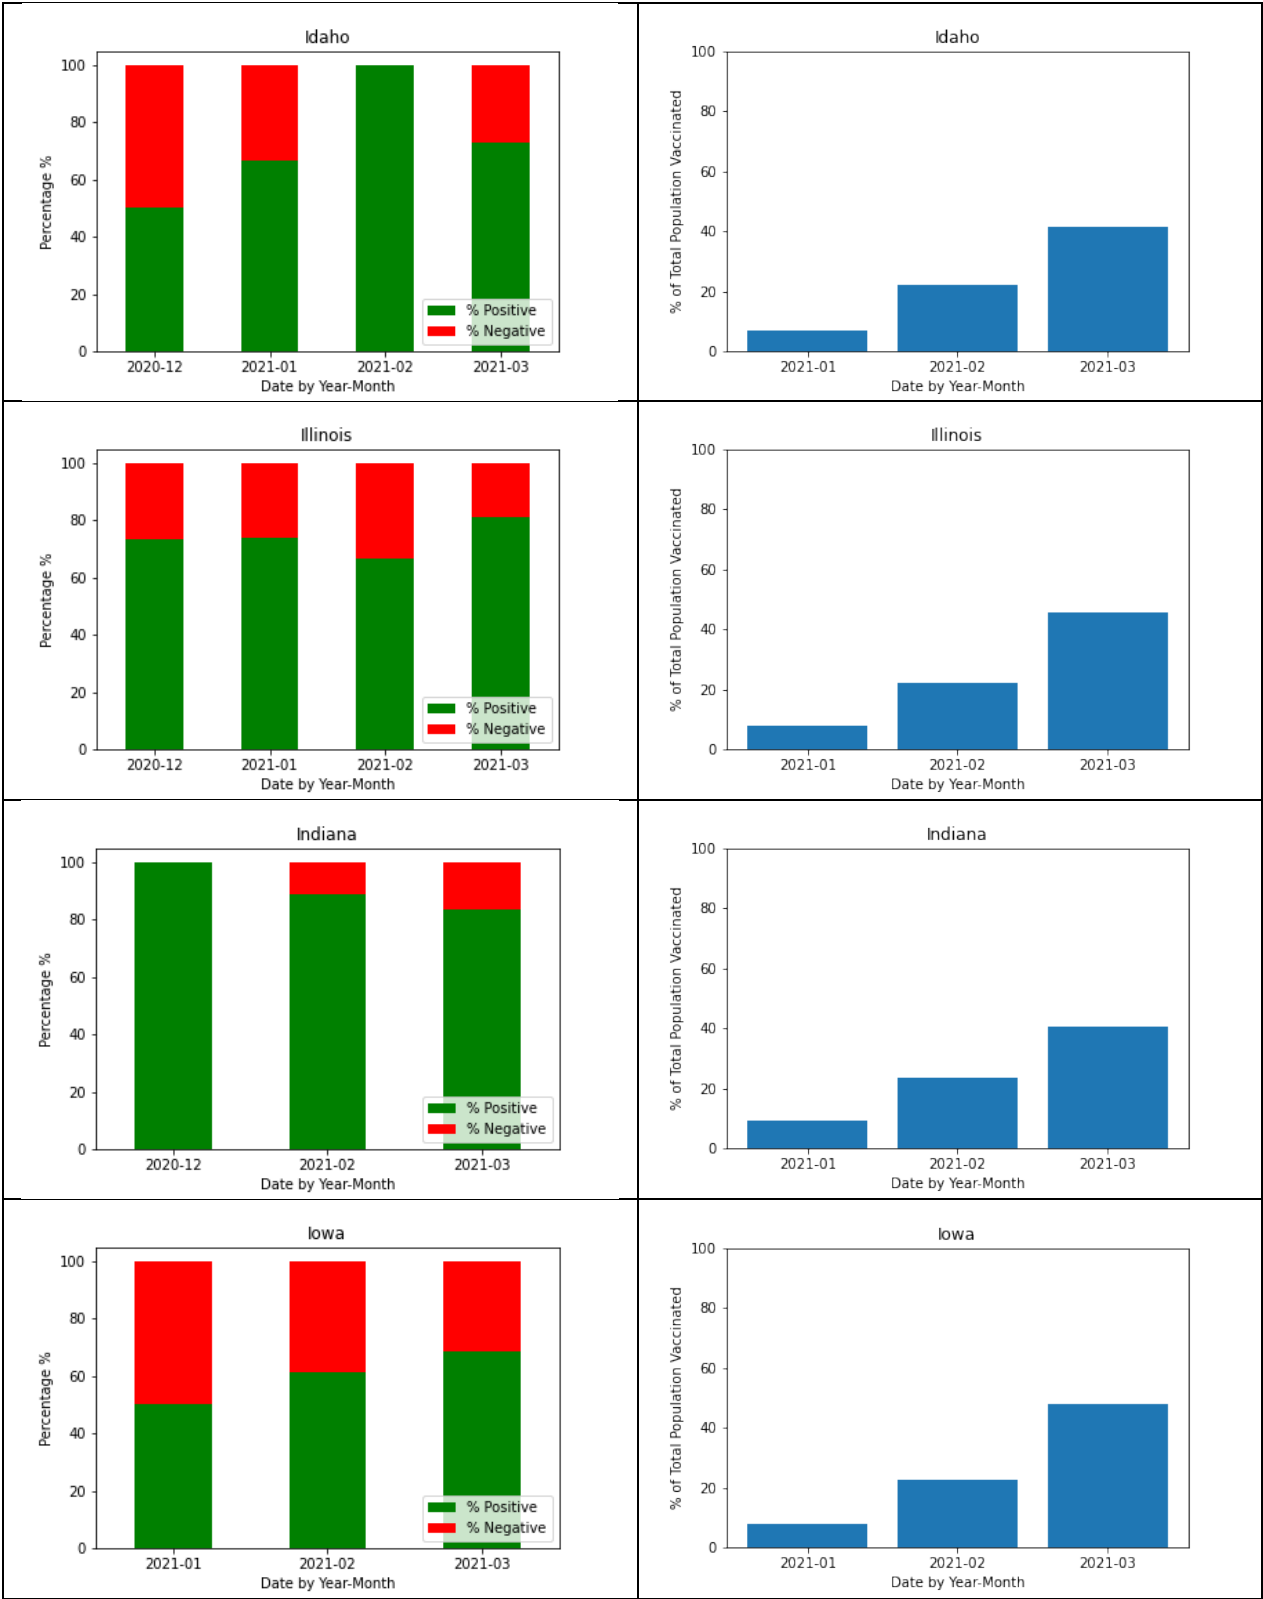 Idaho
100
80
60
40
20
0
Percentage %
% Positive
% Negative
2020-12 2021-01 2021-02 2021-03
Date by Year-Month
Idaho
100
80
60
40
20
0
% of Total Population Vaccinated
2021-01 2021-02 2021-03
Date by Year-Month
Illinois
100
80
60
40
20
0
Percentage %
% Positive
% Negative
2020-12 2021-01 2021-02 2021-03
Date by Year-Month
Illinois
100
80
60
40
20
0
% of Total Population Vaccinated
2021-01 2021-02 2021-03
Date by Year-Month
Indiana
100
80
60
40
20
0
Percentage %
% Positive
% Negative
2020-12 2021-02 2021-03
Date by Year-Month
Indiana
100
80
60
40
20
0
% of Total Population Vaccinated
2021-01 2021-02 2021-03
Date by Year-Month
Iowa
100
80
60
40
20
0
Percentage %
% Positive
% Negative
2021-01 2021-02 2021-03
Date by Year-Month
Iowa
100
80
60
40
20
0
% of Total Population Vaccinated
2021-01 2021-02 2021-03
Date by Year-Month